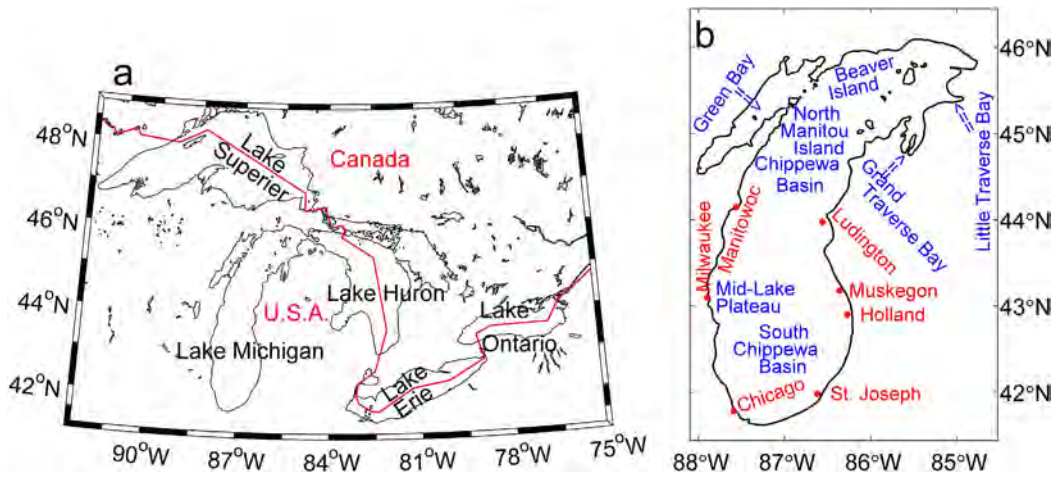 a
48°N
46°N
44°N
42°N
90°W
87°W
84°W
81°W
78°W
75°W
Lake
Superier
Canada
U.S.A.
Lake Huron
Lake Michigan
Lake
Ontario
Lake
Erie
b
46°N
45°N
44°N
43°N
42°N
88°W
87°W
86°W
85°W
Green Bay
Beaver
Island
North
Manitou
Island
Chippewa
Basin
Grand
Traverse Bay
Little Traverse Bay
Milwaukee
Manitowoc
Ludington
Mid-Lake
Plateau
Muskegon
Holland
South
Chippewa
Basin
Chicago
St. Joseph